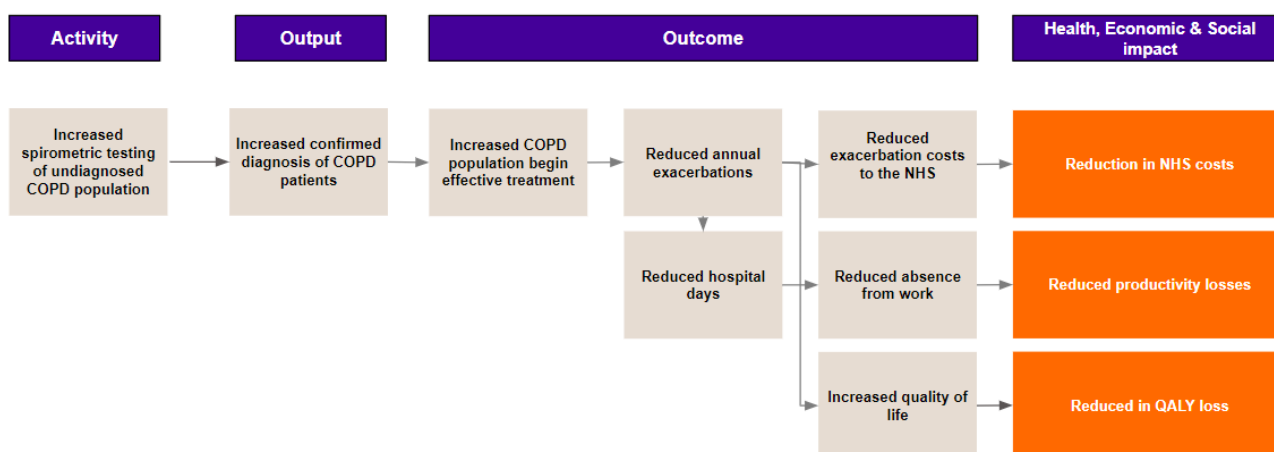 Activity
Output
Outcome
Health, Economic & Social
impact
Increased
spirometric testing
of undiagnosed
COPD population
Increased confirmed
diagnosis of COPD
patients
Increased COPD
population begin
effective treatment
Reduced annual
exacerbations
Reduced
exacerbation costs
to the NHS
Reduction in NHS costs
Reduced hospital
days
Reduced absence
from work
Reduced productivity losses
Increased quality of
life
Reduced in QALY loss